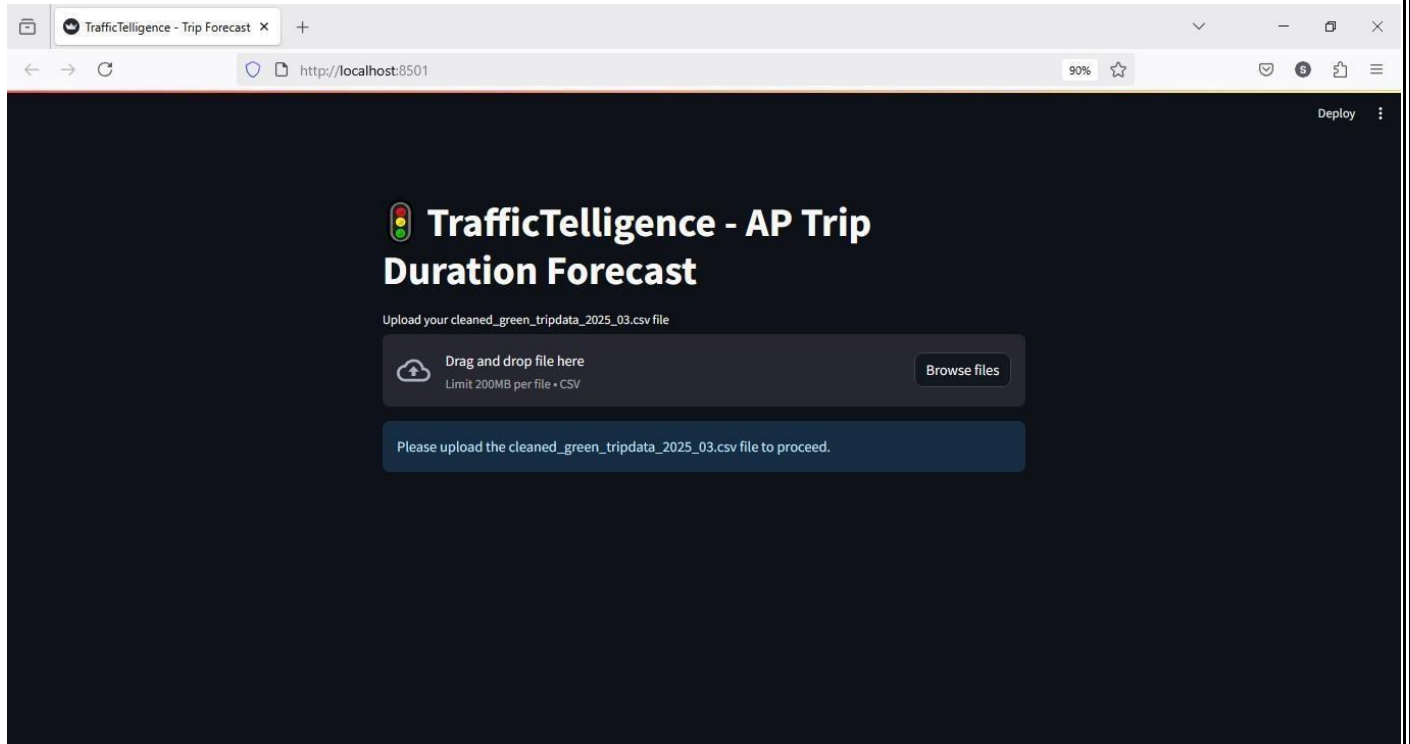 TrafficTelligence - Trip Forecast
http://localhost:8501
90%
S
Deploy
TrafficTelligence - AP Trip
Duration Forecast
Upload your cleaned_green_tripdata_2025_03.csv file
Drag and drop file here
Limit 200MB per file • CSV
Browse files
Please upload the cleaned_green_tripdata_2025_03.csv file to proceed.